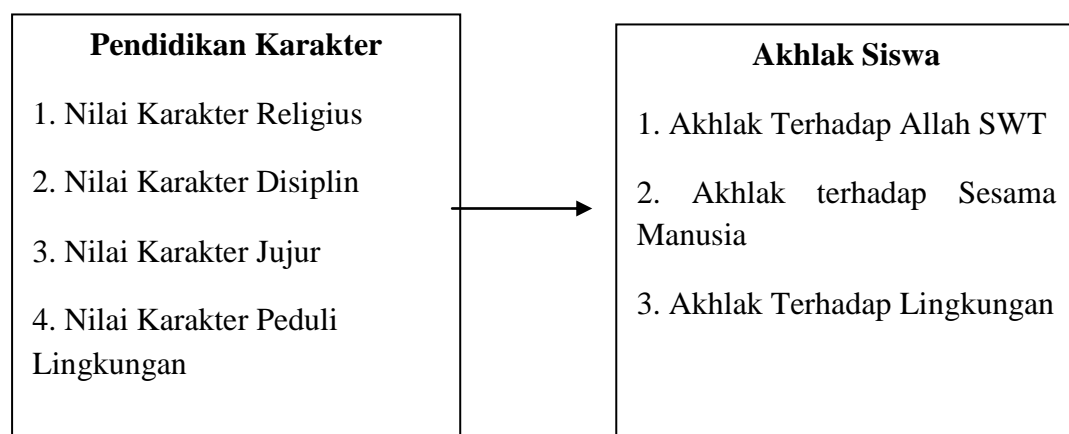 Pendidikan Karakter
1. Nilai Karakter Religius
2. Nilai Karakter Disiplin
3. Nilai Karakter Jujur
4. Nilai Karakter Peduli
Lingkungan
Akhlak Siswa
1. Akhlak Terhadap Allah SWT
2. Akhlak terhadap Sesama
Manusia
3. Akhlak Terhadap Lingkungan